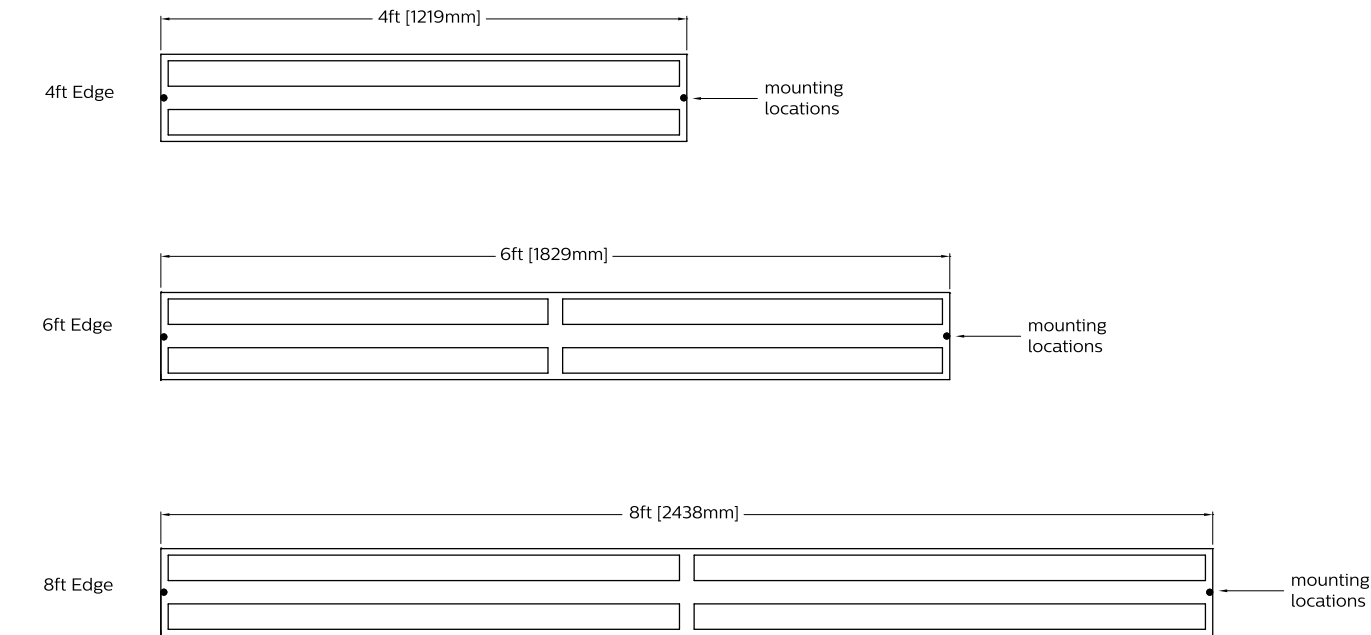 4ft [1219mm]
4ft Edge
mounting
locations
6ft [1829mm]
6ft Edge
mounting
locations
8ft [2438mm]
8ft Edge
mounting
locations